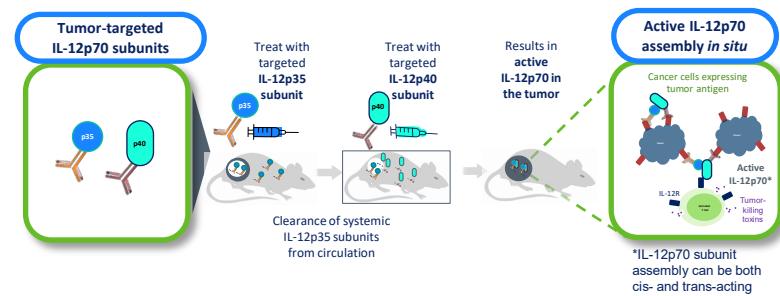 Tumor-targeted
IL-12p70 subunits
p35
p40
Treat with
targeted
IL-12p35
subunit
p35
Treat with
targeted
IL-12p40
subunit
p40
Results in
active
IL-12p70 in
the tumor
Clearance of systemic
IL-12p35 subunits
from circulation
Active IL-12p70
assembly in situ
Cancer cells expressing
tumor antigen
Active
IL-12p70*
IL-12R
Tumor-
killing
toxins
*IL-12p70 subunit
assembly can be both
cis- and trans-acting